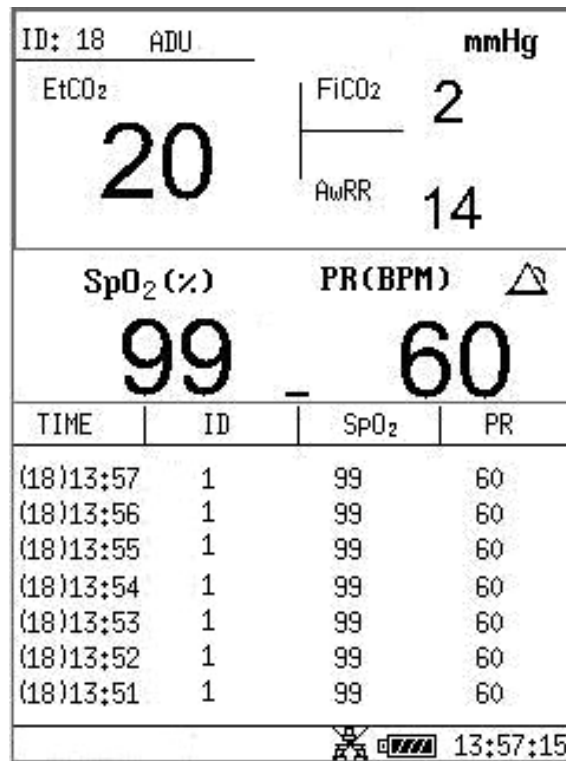 ID: 18 ADU mmHg
EtCO₂ FiCO₂ 2
20
AwRR 14
SpO₂(%) PR(BPM)
99 60
TIME ID SpO₂ PR
(18)13:57 1 99 60
(18)13:56 1 99 60
(18)13:55 1 99 60
(18)13:54 1 99 60
(18)13:53 1 99 60
(18)13:52 1 99 60
(18)13:51 1 99 60
13:57:15